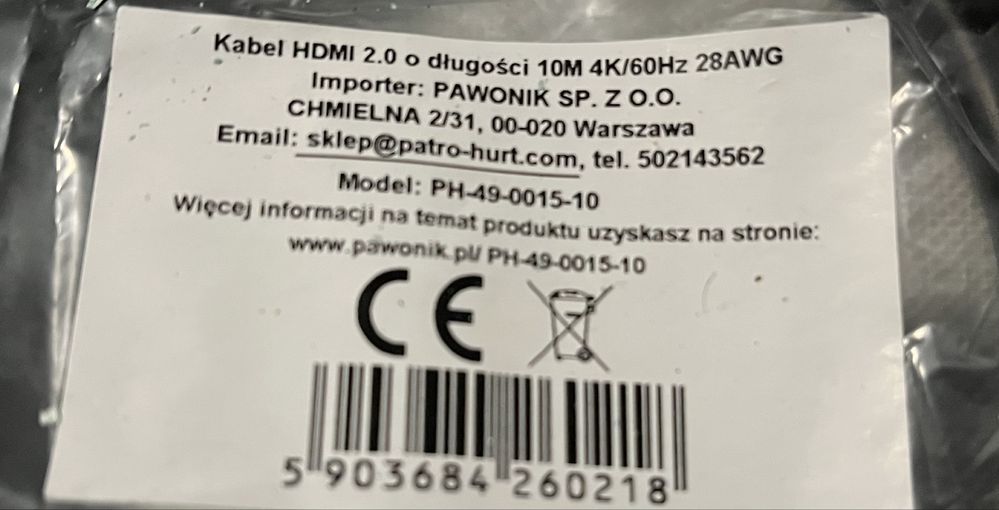 Kabel HDMI 2.0 o długości 10M 4K/60Hz 28AWG
Importer: PAWONIK SP. Z O.O.
CHMIELNA 2/31, 00-020 Warszawa
Email: sklep@patro-hurt.com, tel. 502143562
Model: PH-49-0015-10
Więcej informacji na temat produktu uzyskasz na stronie:
www.pawonik.pl/ PH-49-0015-10
CE
5 903684 260218